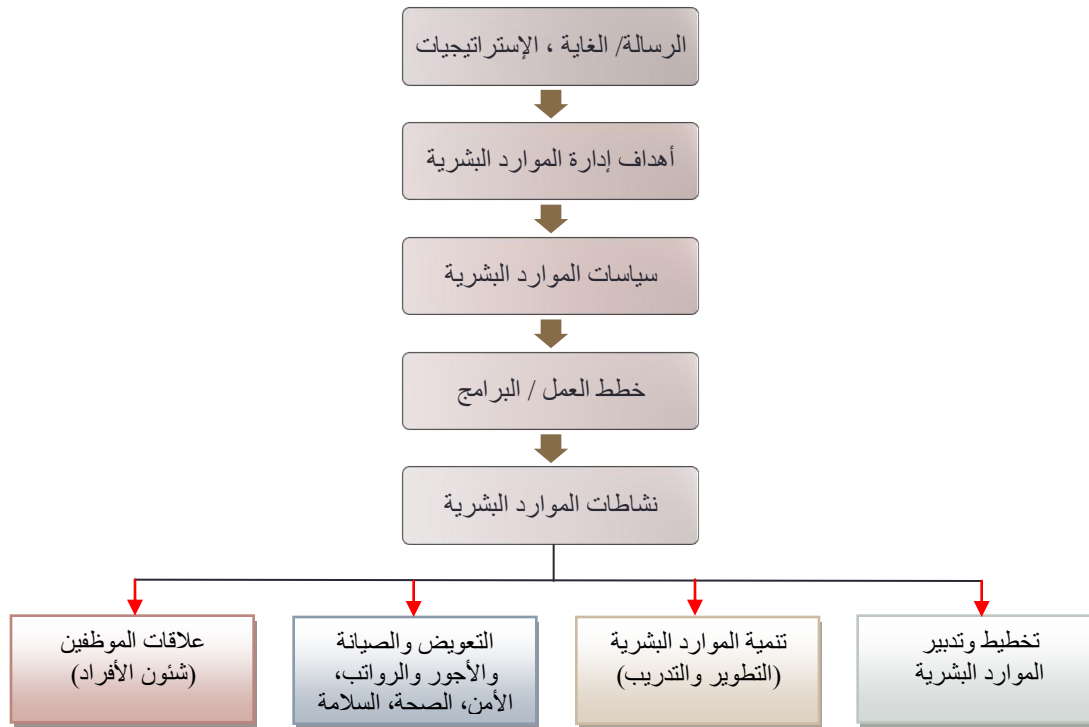 الرسالة/ الغاية ، الإستراتيجيات
أهداف إدارة الموارد البشرية
سياسات الموارد البشرية
خطط العمل / البرامج
نشاطات الموارد البشرية
تخطيط وتدبير
الموارد البشرية
تنمية الموارد البشرية
(التطوير والتدريب)
التعويض والصيانة
والأجور والرواتب،
الأمن، الصحة، السلامة
علاقات الموظفين
(شئون الأفراد)